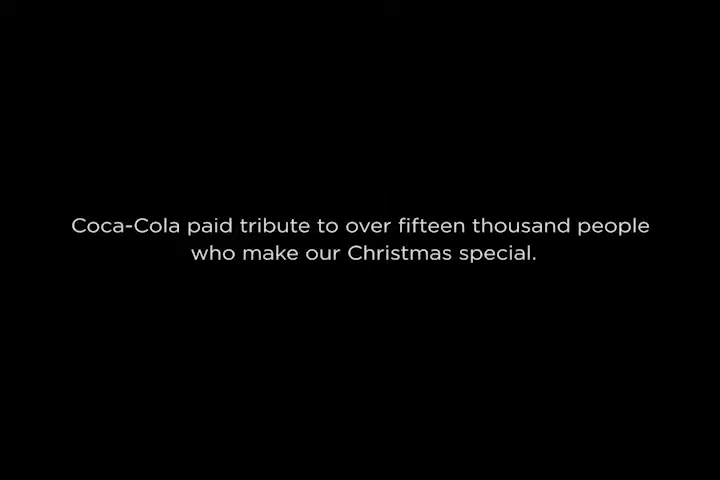 Coca-Cola paid tribute to over fifteen thousand people
who make our Christmas special.